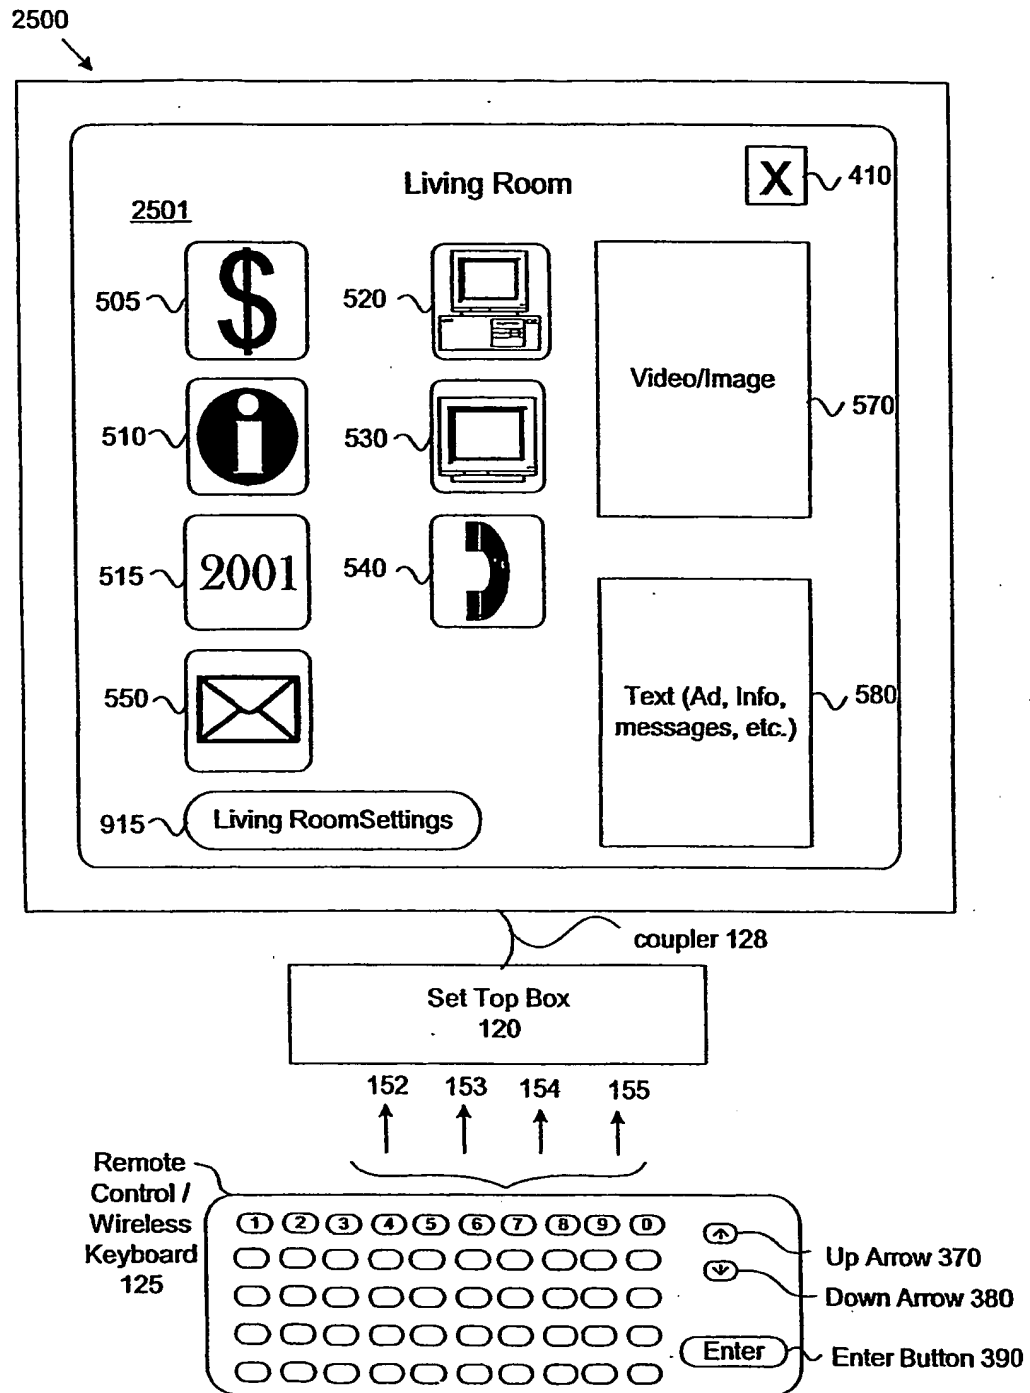 2500
Living Room
X
410
2501
505
$
520
Video/Image
570
510
i
530
515
2001
540
550
Text (Ad, Info,
messages, etc.)
580
915
Living RoomSettings
coupler 128
Set Top Box
120
152 153 154 155
Remote
Control /
Wireless
Keyboard
125
1 2 3 4 5 6 7 8 9 0
Up Arrow 370
Down Arrow 380
Enter
Enter Button 390